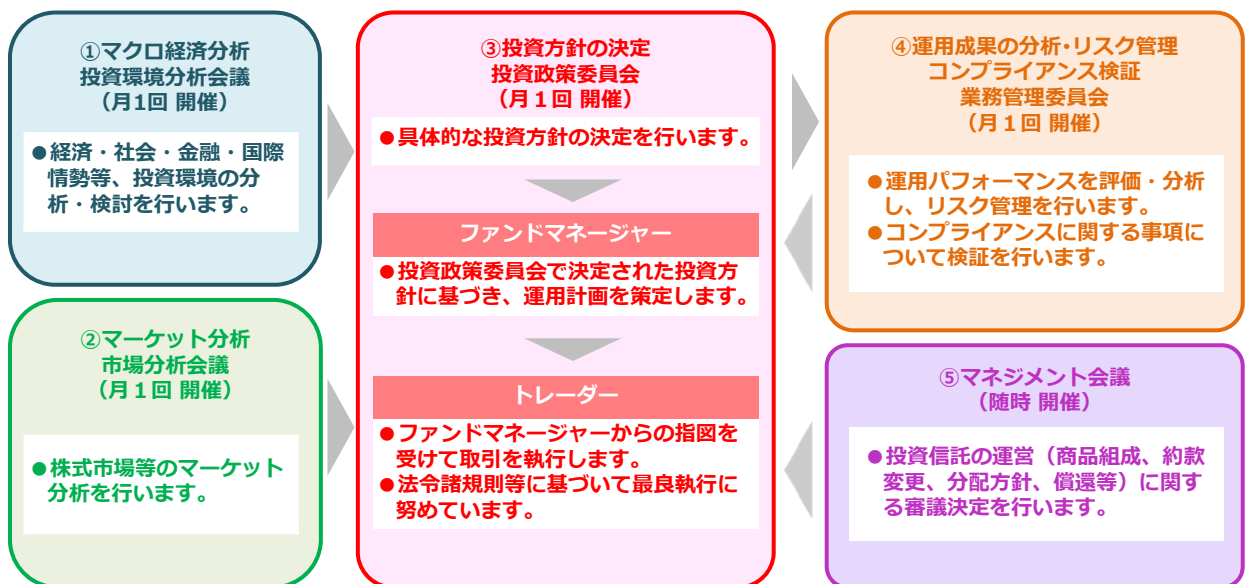 ①マクロ経済分析
投資環境分析会議
（月1回 開催）
●経済・社会・金融・国際
情勢等、投資環境の分
析・検討を行います。
②マーケット分析
市場分析会議
（月１回 開催）
●株式市場等のマーケット
分析を行います。
③投資方針の決定
投資政策委員会
（月１回 開催）
●具体的な投資方針の決定を行います。
ファンドマネージャー
●投資政策委員会で決定された投資方
針に基づき、運用計画を策定します。
トレーダー
●ファンドマネージャーからの指図を
受けて取引を執行します。
●法令諸規則等に基づいて最良執行に
努めています。
④運用成果の分析･リスク管理
コンプライアンス検証
業務管理委員会
（月１回 開催）
●運用パフォーマンスを評価・分析
し、リスク管理を行います。
●コンプライアンスに関する事項に
ついて検証を行います。
⑤マネジメント会議
（随時 開催）
●投資信託の運営（商品組成、約款
変更、分配方針、償還等）に関す
る審議決定を行います。